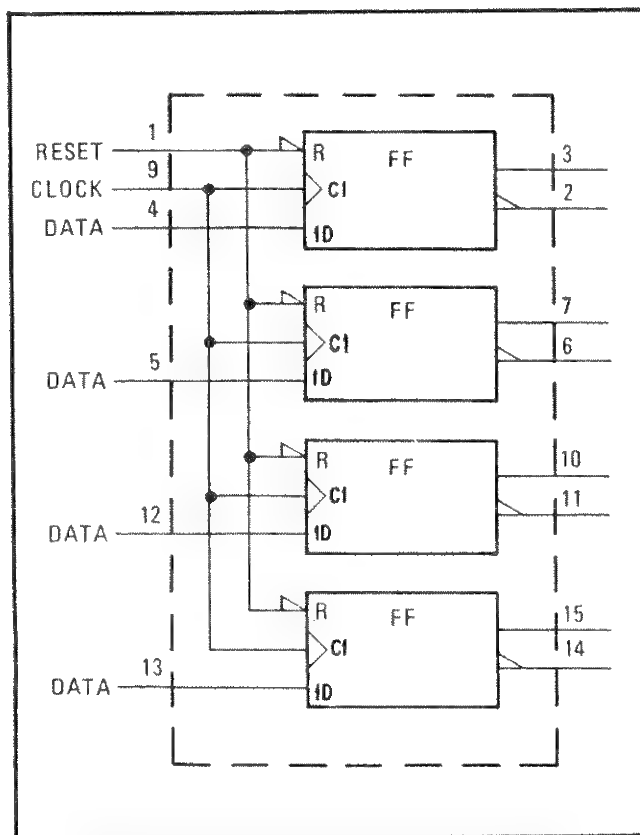 1
RESET
R
FF
3
9
CLOCK
C1
2
4
DATA
1D
R
FF
7
C1
6
5
DATA
1D
R
FF
10
C1
11
12
DATA
1D
R
FF
15
C1
14
13
DATA
1D